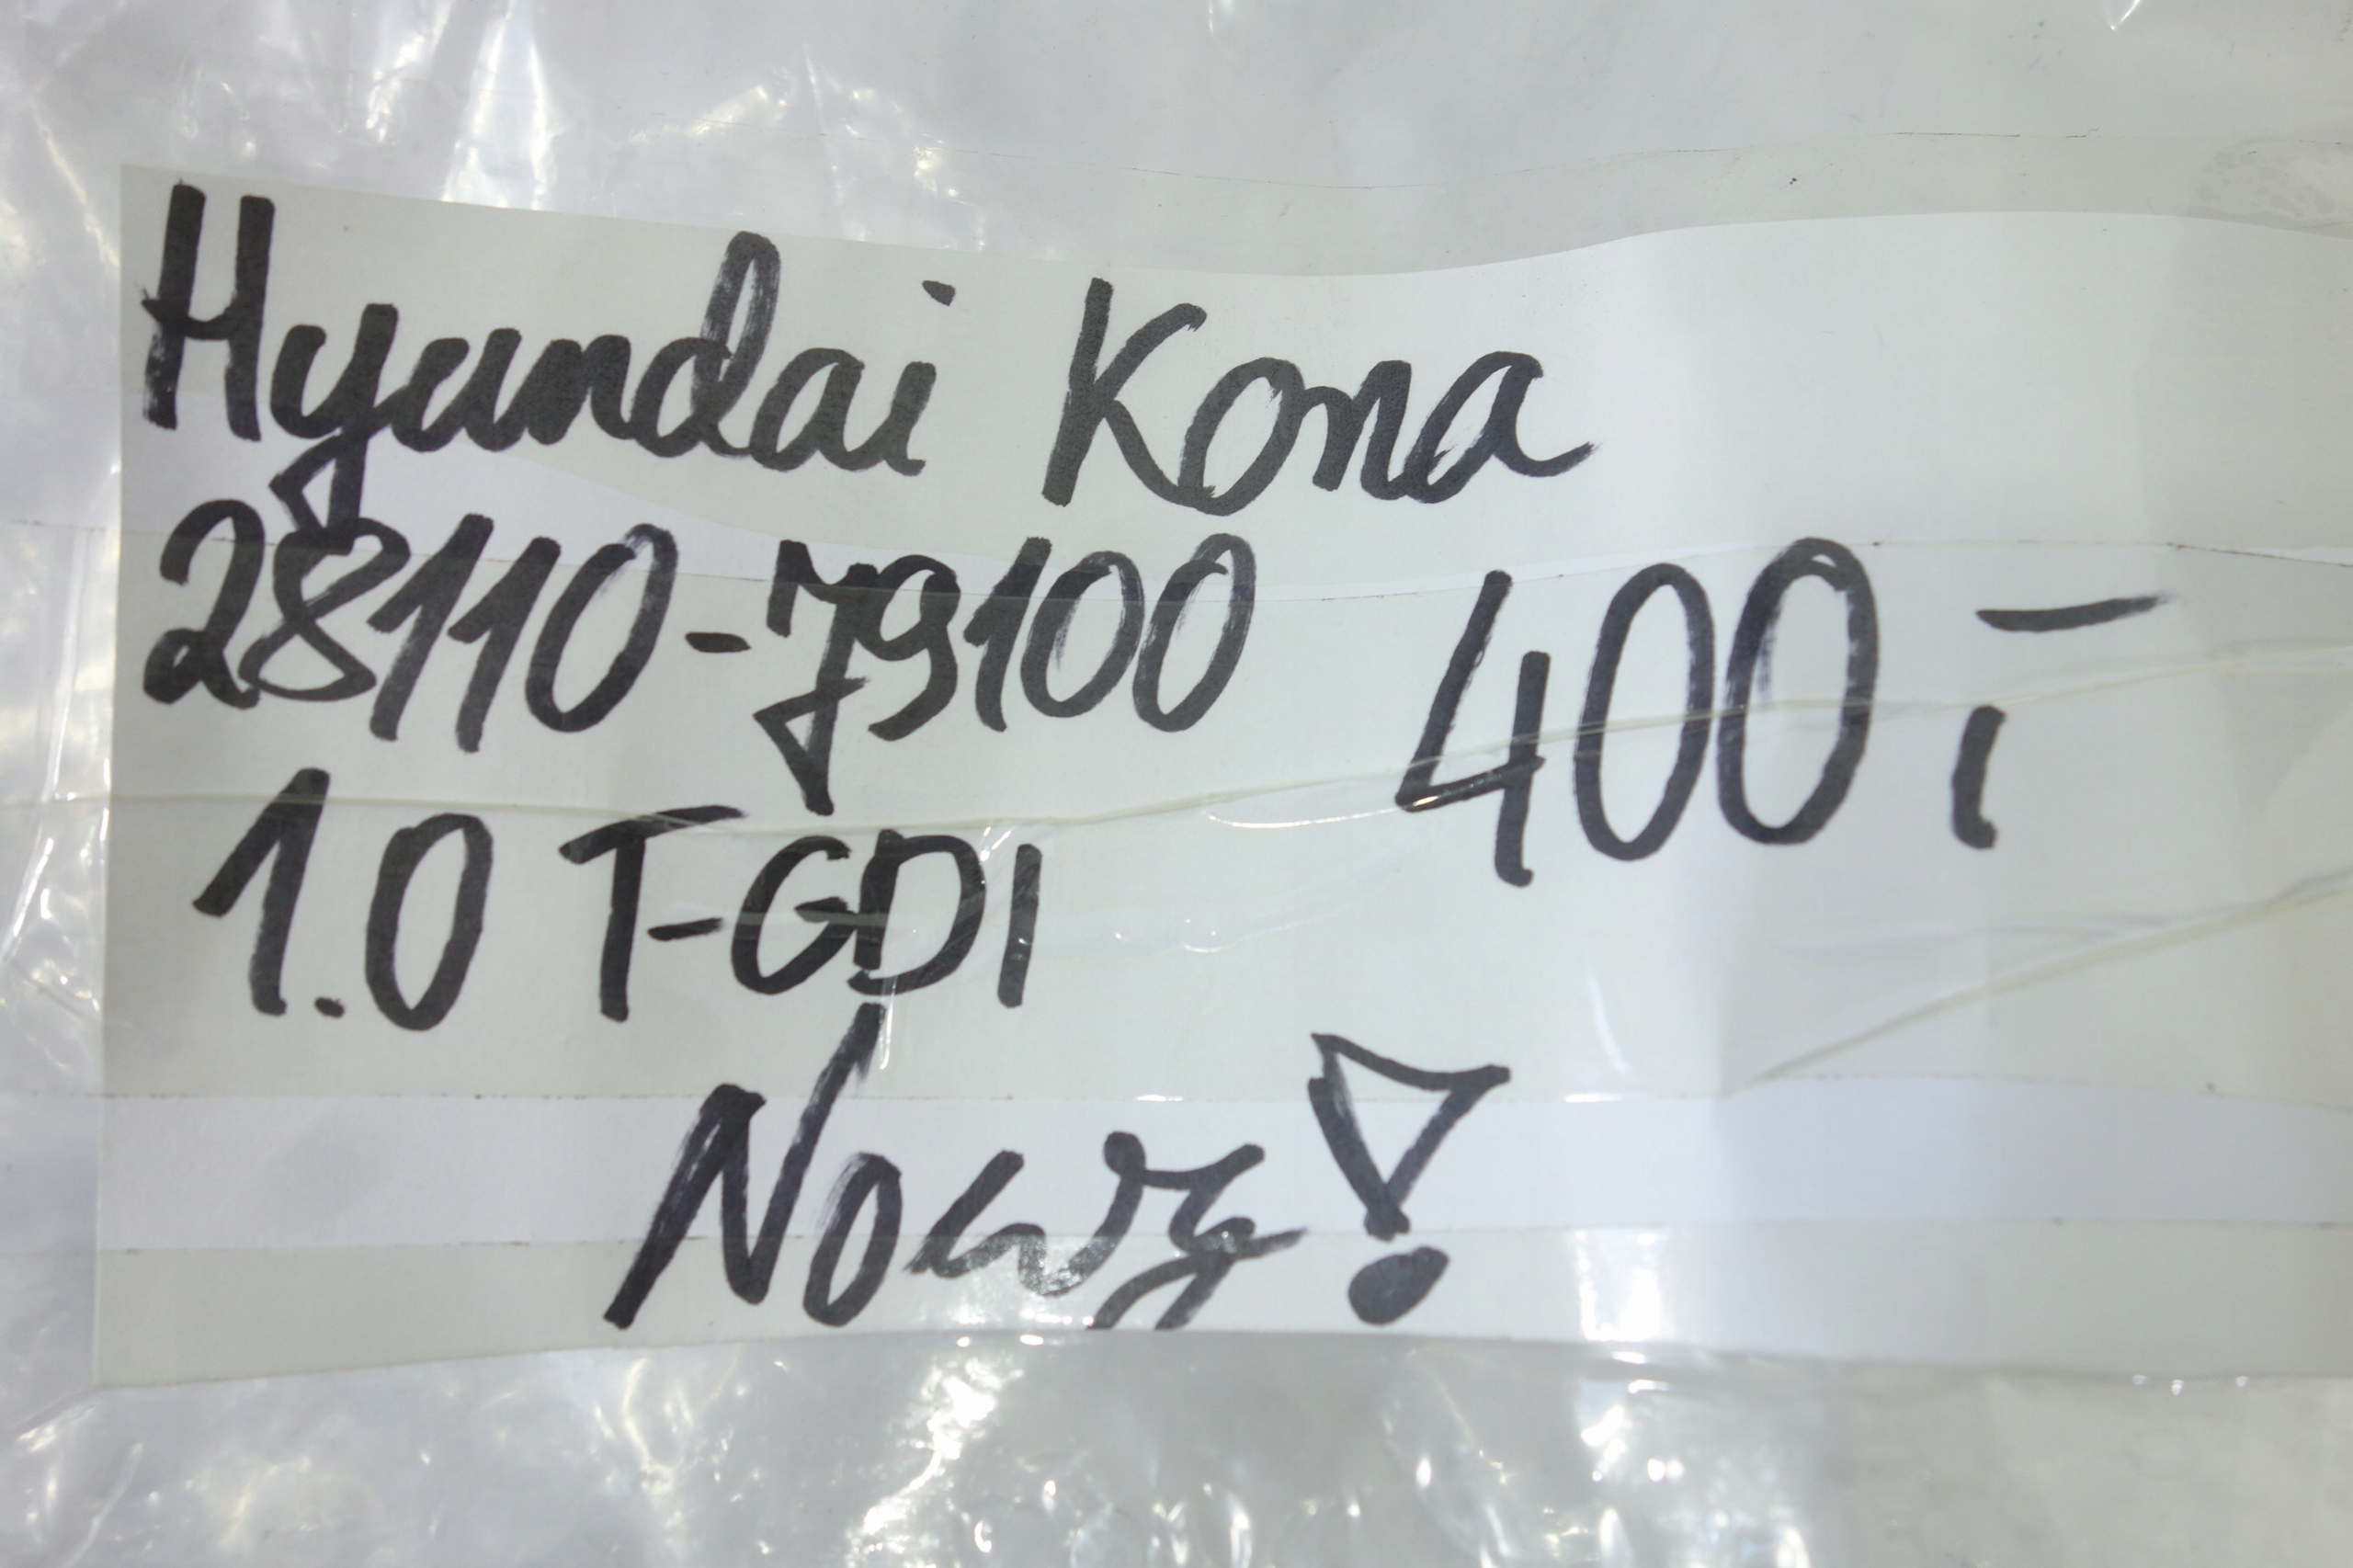 Hyundai Kona
28110-J9100 400,-
1.0 T-GDI
Nowy!